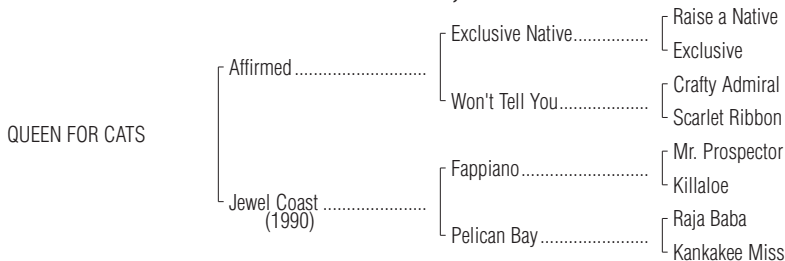 Raise a Native
Exclusive Native................
Exclusive
Affirmed...........................
Crafty Admiral
Won't Tell You...................
Scarlet Ribbon
QUEEN FOR CATS
Mr. Prospector
Fappiano...........................
Killaloe
Jewel Coast .....................
(1990)
Raja Baba
Pelican Bay.......................
Kankakee Miss